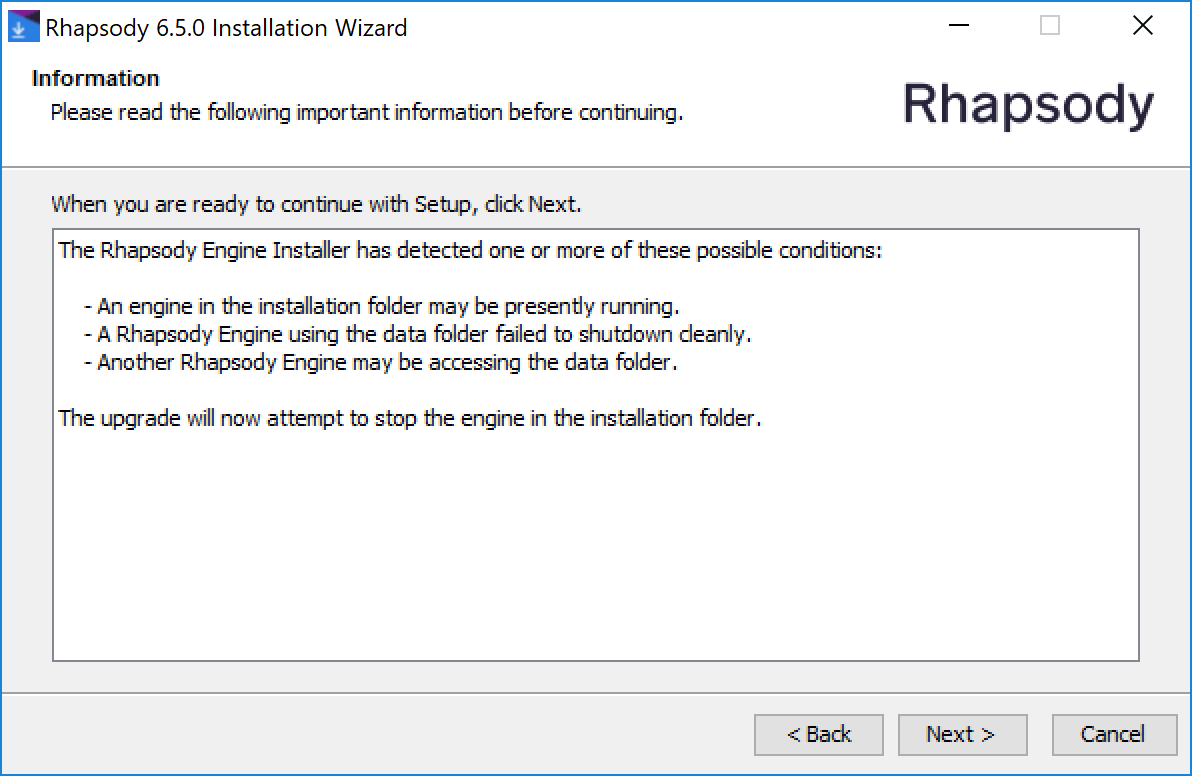 Rhapsody 6.5.0 Installation Wizard
Information
Please read the following important information before continuing.
Rhapsody
When you are ready to continue with Setup, click Next.
The Rhapsody Engine Installer has detected one or more of these possible conditions:
- An engine in the installation folder may be presently running.
- A Rhapsody Engine using the data folder failed to shutdown cleanly.
- Another Rhapsody Engine may be accessing the data folder.
The upgrade will now attempt to stop the engine in the installation folder.
< Back
Next >
Cancel